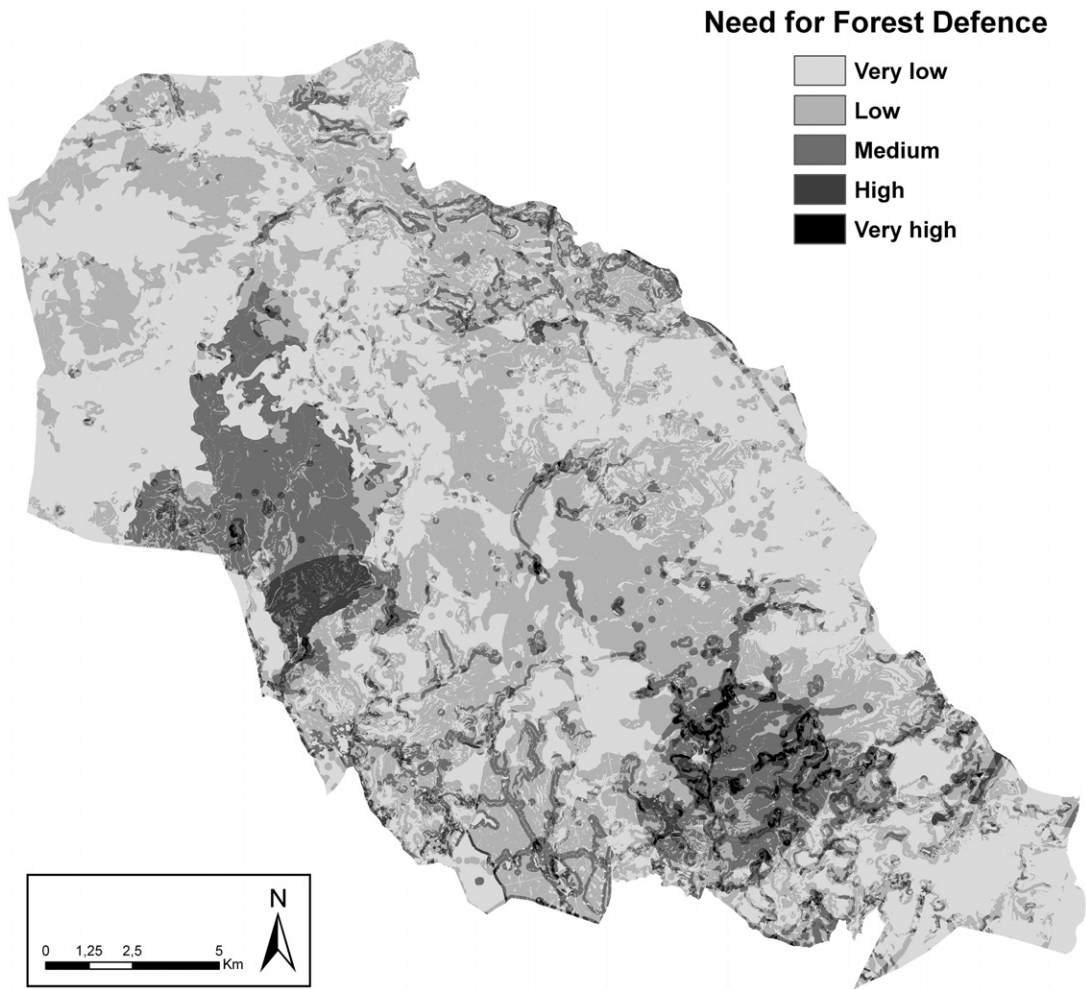 Need for Forest Defence
Very low
Low
Medium
High
Very high
N
0 1,25 2,5 5
Km